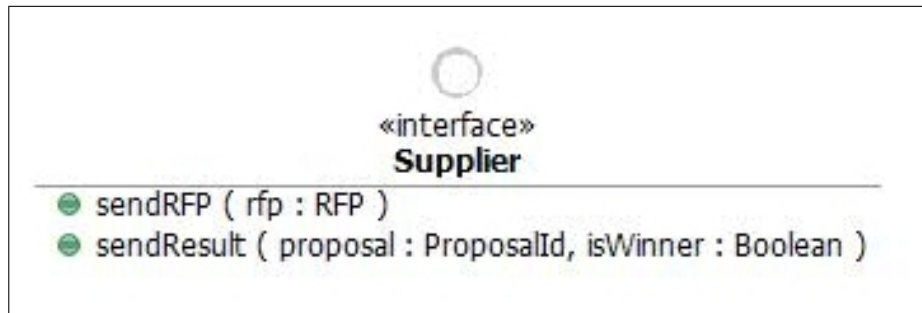 «interface»
Supplier
sendRFP ( rfp : RFP )
sendResult ( proposal : ProposalId, isWinner : Boolean )